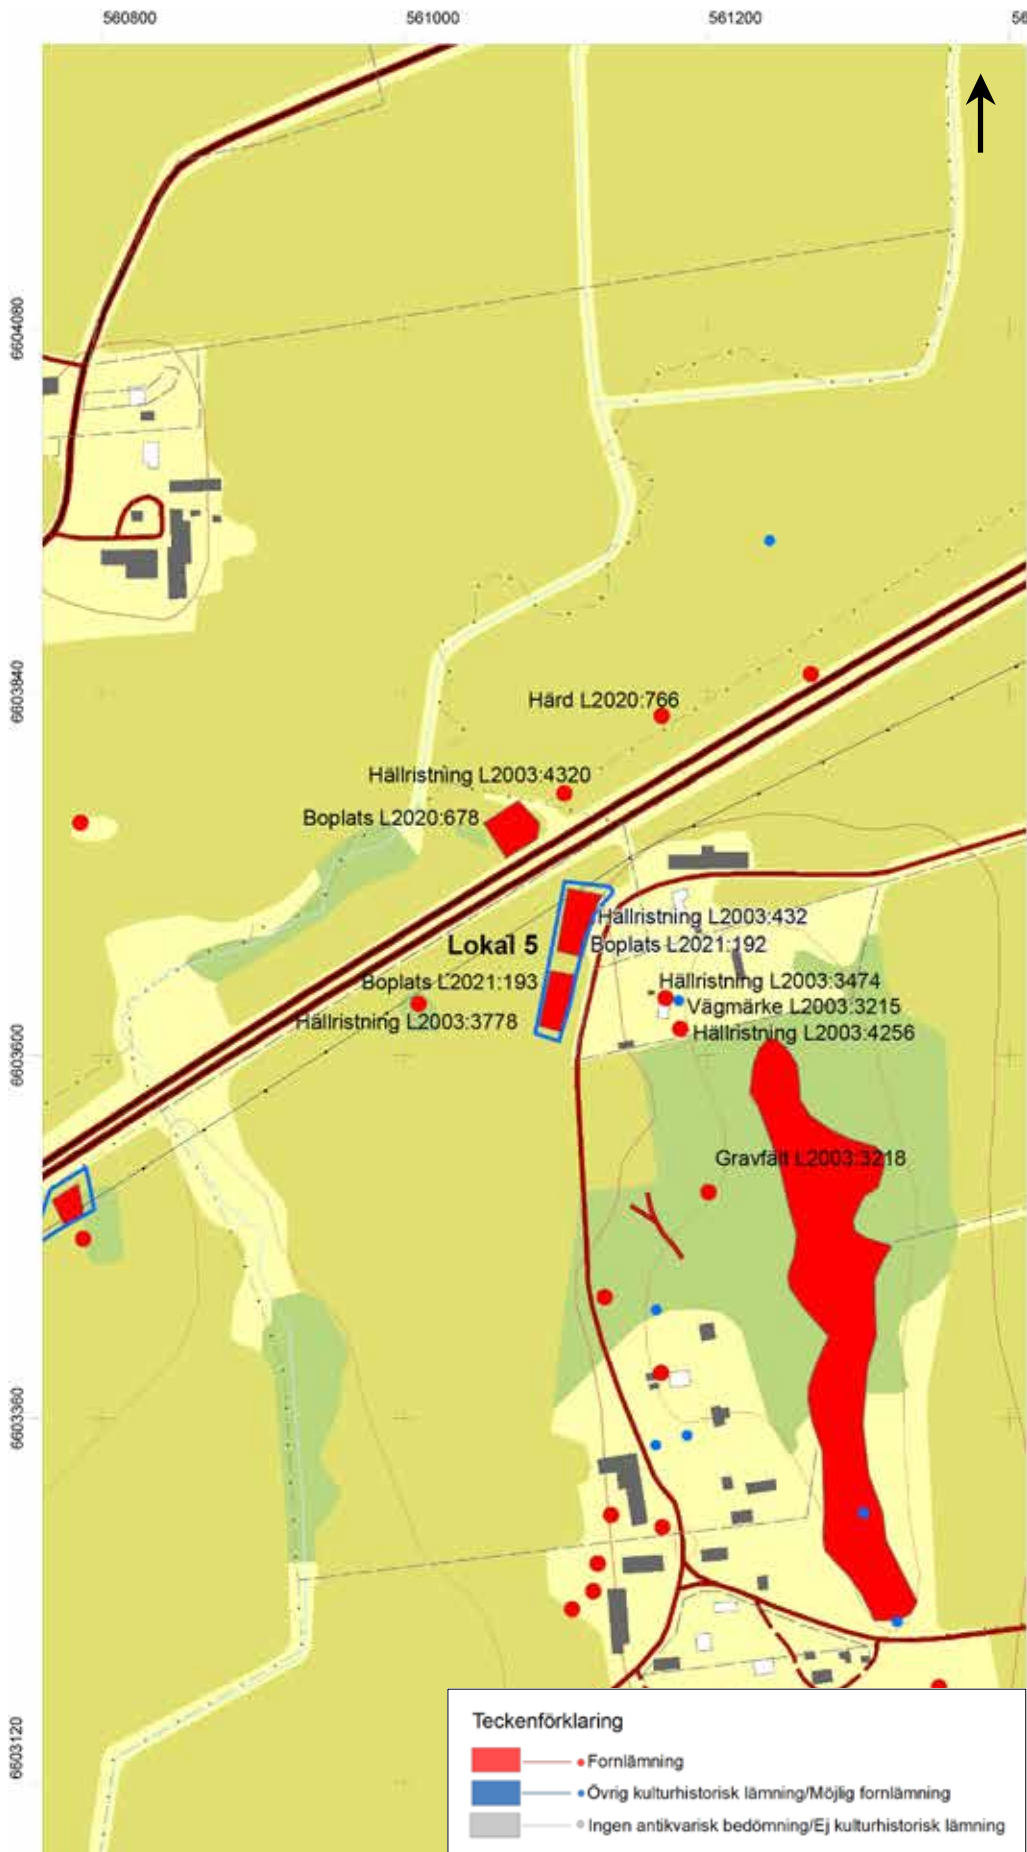 560800
561000
561200
56
6604080
6603840
Härd L2020:766
Hällristning L2003:4320
Boplats L2020:678
Hällristning L2003:432
Lokal 5
Boplats L2021:192
Boplats L2021:193
Hällristning L2003:3474
Vägmärke L2003:3215
Hällristning L2003:3778
Hällristning L2003:4256
6603600
Gravfält L2003:3218
6603360
6603120
Teckenförklaring
Fornlämning
Övrig kulturhistorisk lämning/Möjlig fornlämning
Ingen antikvarisk bedömning/Ej kulturhistorisk lämning